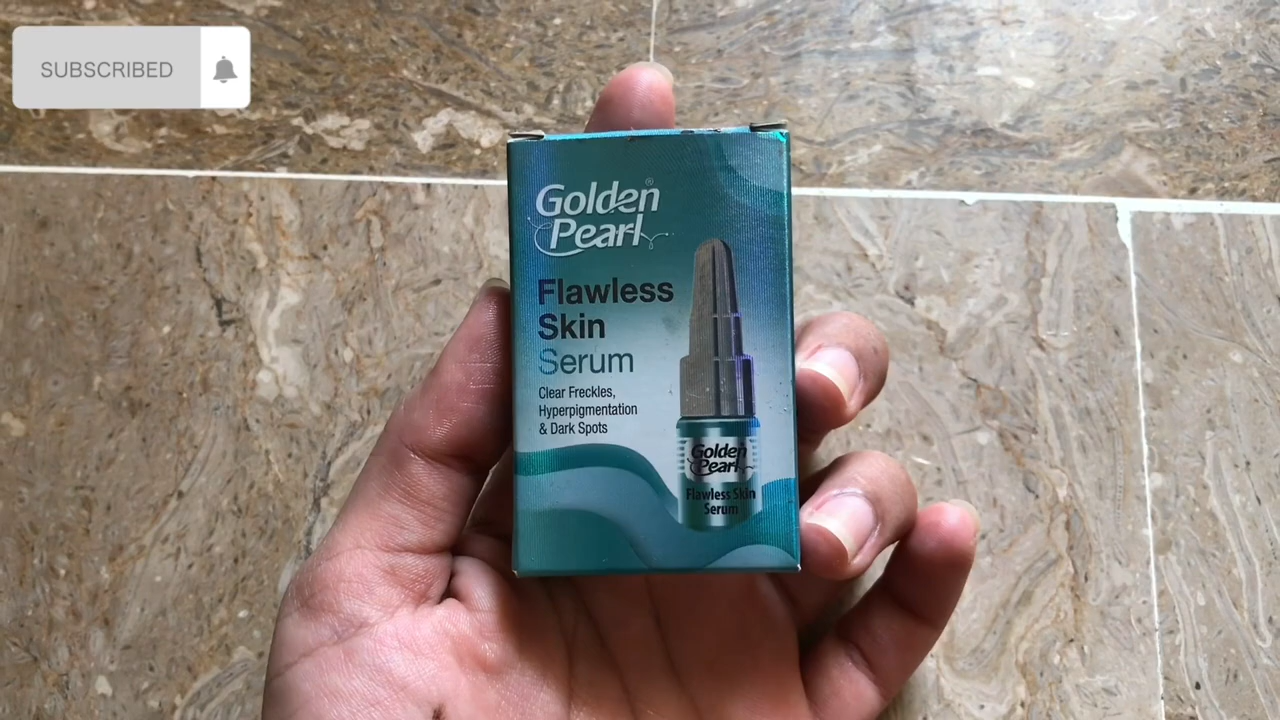 SUBSCRIBED
Golden®
Pearl
Flawless
Skin
Serum
Clear Freckles,
Hyperpigmentation
& Dark Spots
Golden
Pearl
Flawless Skin
Serum